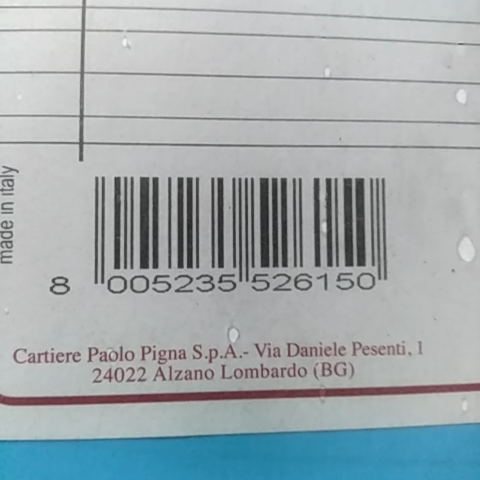 made in italy
8 005235 526150
Cartiere Paolo Pigna S.p.A.- Via Daniele Pesenti, 1
24022 Alzano Lombardo (BG)